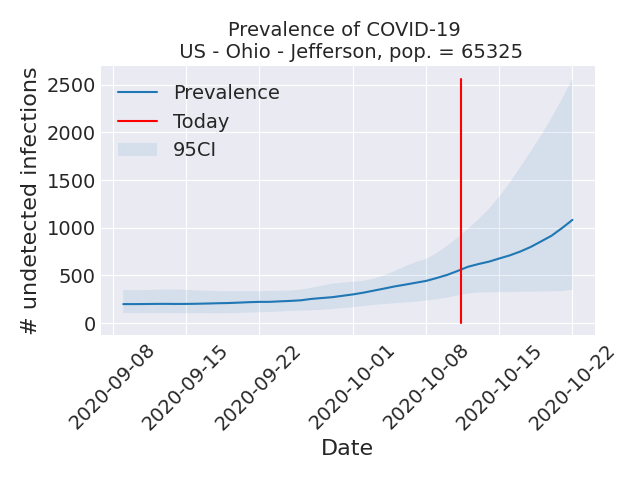 Prevalence of COVID-19
US - Ohio - Jefferson, pop. = 65325
# undetected infections
2500
2000
1500
1000
500
0
Prevalence
Today
95CI
2020-09-08
2020-09-15
2020-09-22
2020-10-01
2020-10-08
2020-10-15
2020-10-22
Date